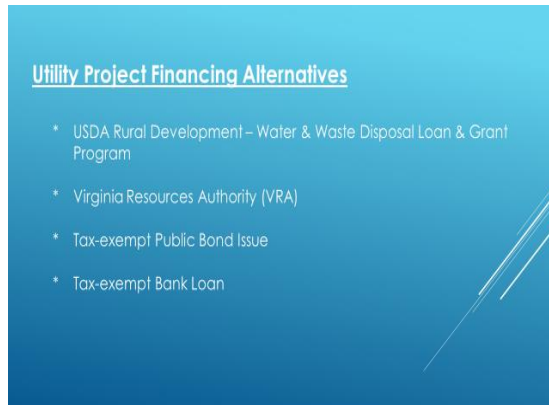 Utility Project Financing Alternatives
* USDA Rural Development – Water & Waste Disposal Loan & Grant
Program
* Virginia Resources Authority (VRA)
* Tax-exempt Public Bond Issue
* Tax-exempt Bank Loan